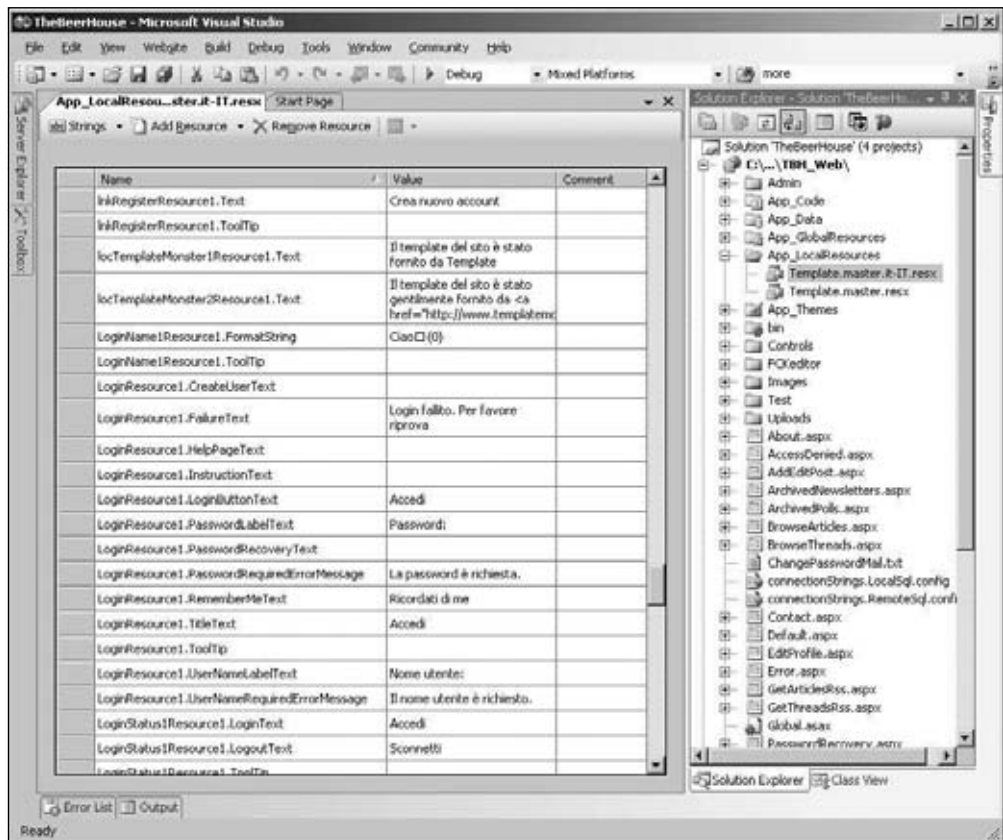 TheBeerHouse - Microsoft Visual Studio
File Edit View Website Build Debug Tools Window Community Help
Debug Mixed Platforms more
Server Explorer
Toolbox
App_LocalResou...ster.it-IT.resx Start Page
Strings Add Resource Remove Resource
Name Value Comment
lnkRegisterResource1.Text Crea nuovo account
lnkRegisterResource1.ToolTip
locTemplateMonster1Resource1.Text Il template del sito è stato
fornito da Template
locTemplateMonster2Resource1.Text Il template del sito è stato
gentilmente fornito da <a
href="http://www.templatemo
LoginName1Resource1.FormatString Ciao□{0}
LoginName1Resource1.ToolTip
LoginResource1.CreateUserText
LoginResource1.FailureText Login fallito. Per favore
riprova
LoginResource1.HelpPageText
LoginResource1.InstructionText
LoginResource1.LoginButtonText Accedi
LoginResource1.PasswordLabelText Password:
LoginResource1.PasswordRecoveryText
LoginResource1.PasswordRequiredErrorMessage La password è richiesta.
LoginResource1.RememberMeText Ricordati di me
LoginResource1.TitleText Accedi
LoginResource1.ToolTip
LoginResource1.UserNameLabelText Nome utente:
LoginResource1.UserNameRequiredErrorMessage Il nome utente è richiesto.
LoginStatus1Resource1.LoginText Accedi
LoginStatus1Resource1.LogoutText Sconnetti
LoginStatus1Resource1.ToolTip
Solution Explorer - Solution 'TheBeerHo...
Solution 'TheBeerHouse' (4 projects)
C:\...\TBH_Web\
Admin
App_Code
App_Data
App_GlobalResources
App_LocalResources
Template.master.it-IT.resx
Template.master.resx
App_Themes
bin
Controls
FCKeditor
Images
Test
Uploads
About.aspx
AccessDenied.aspx
AddEditPost.aspx
ArchivedNewsletters.aspx
ArchivedPolls.aspx
BrowseArticles.aspx
BrowseThreads.aspx
ChangePasswordMail.txt
connectionStrings.LocalSql.config
connectionStrings.RemoteSql.confi
Contact.aspx
Default.aspx
EditProfile.aspx
Error.aspx
GetArticlesRss.aspx
GetThreadsRss.aspx
Global.asax
PasswordRecovery.aspx
Solution Explorer Class View
Properties
Error List Output
Ready